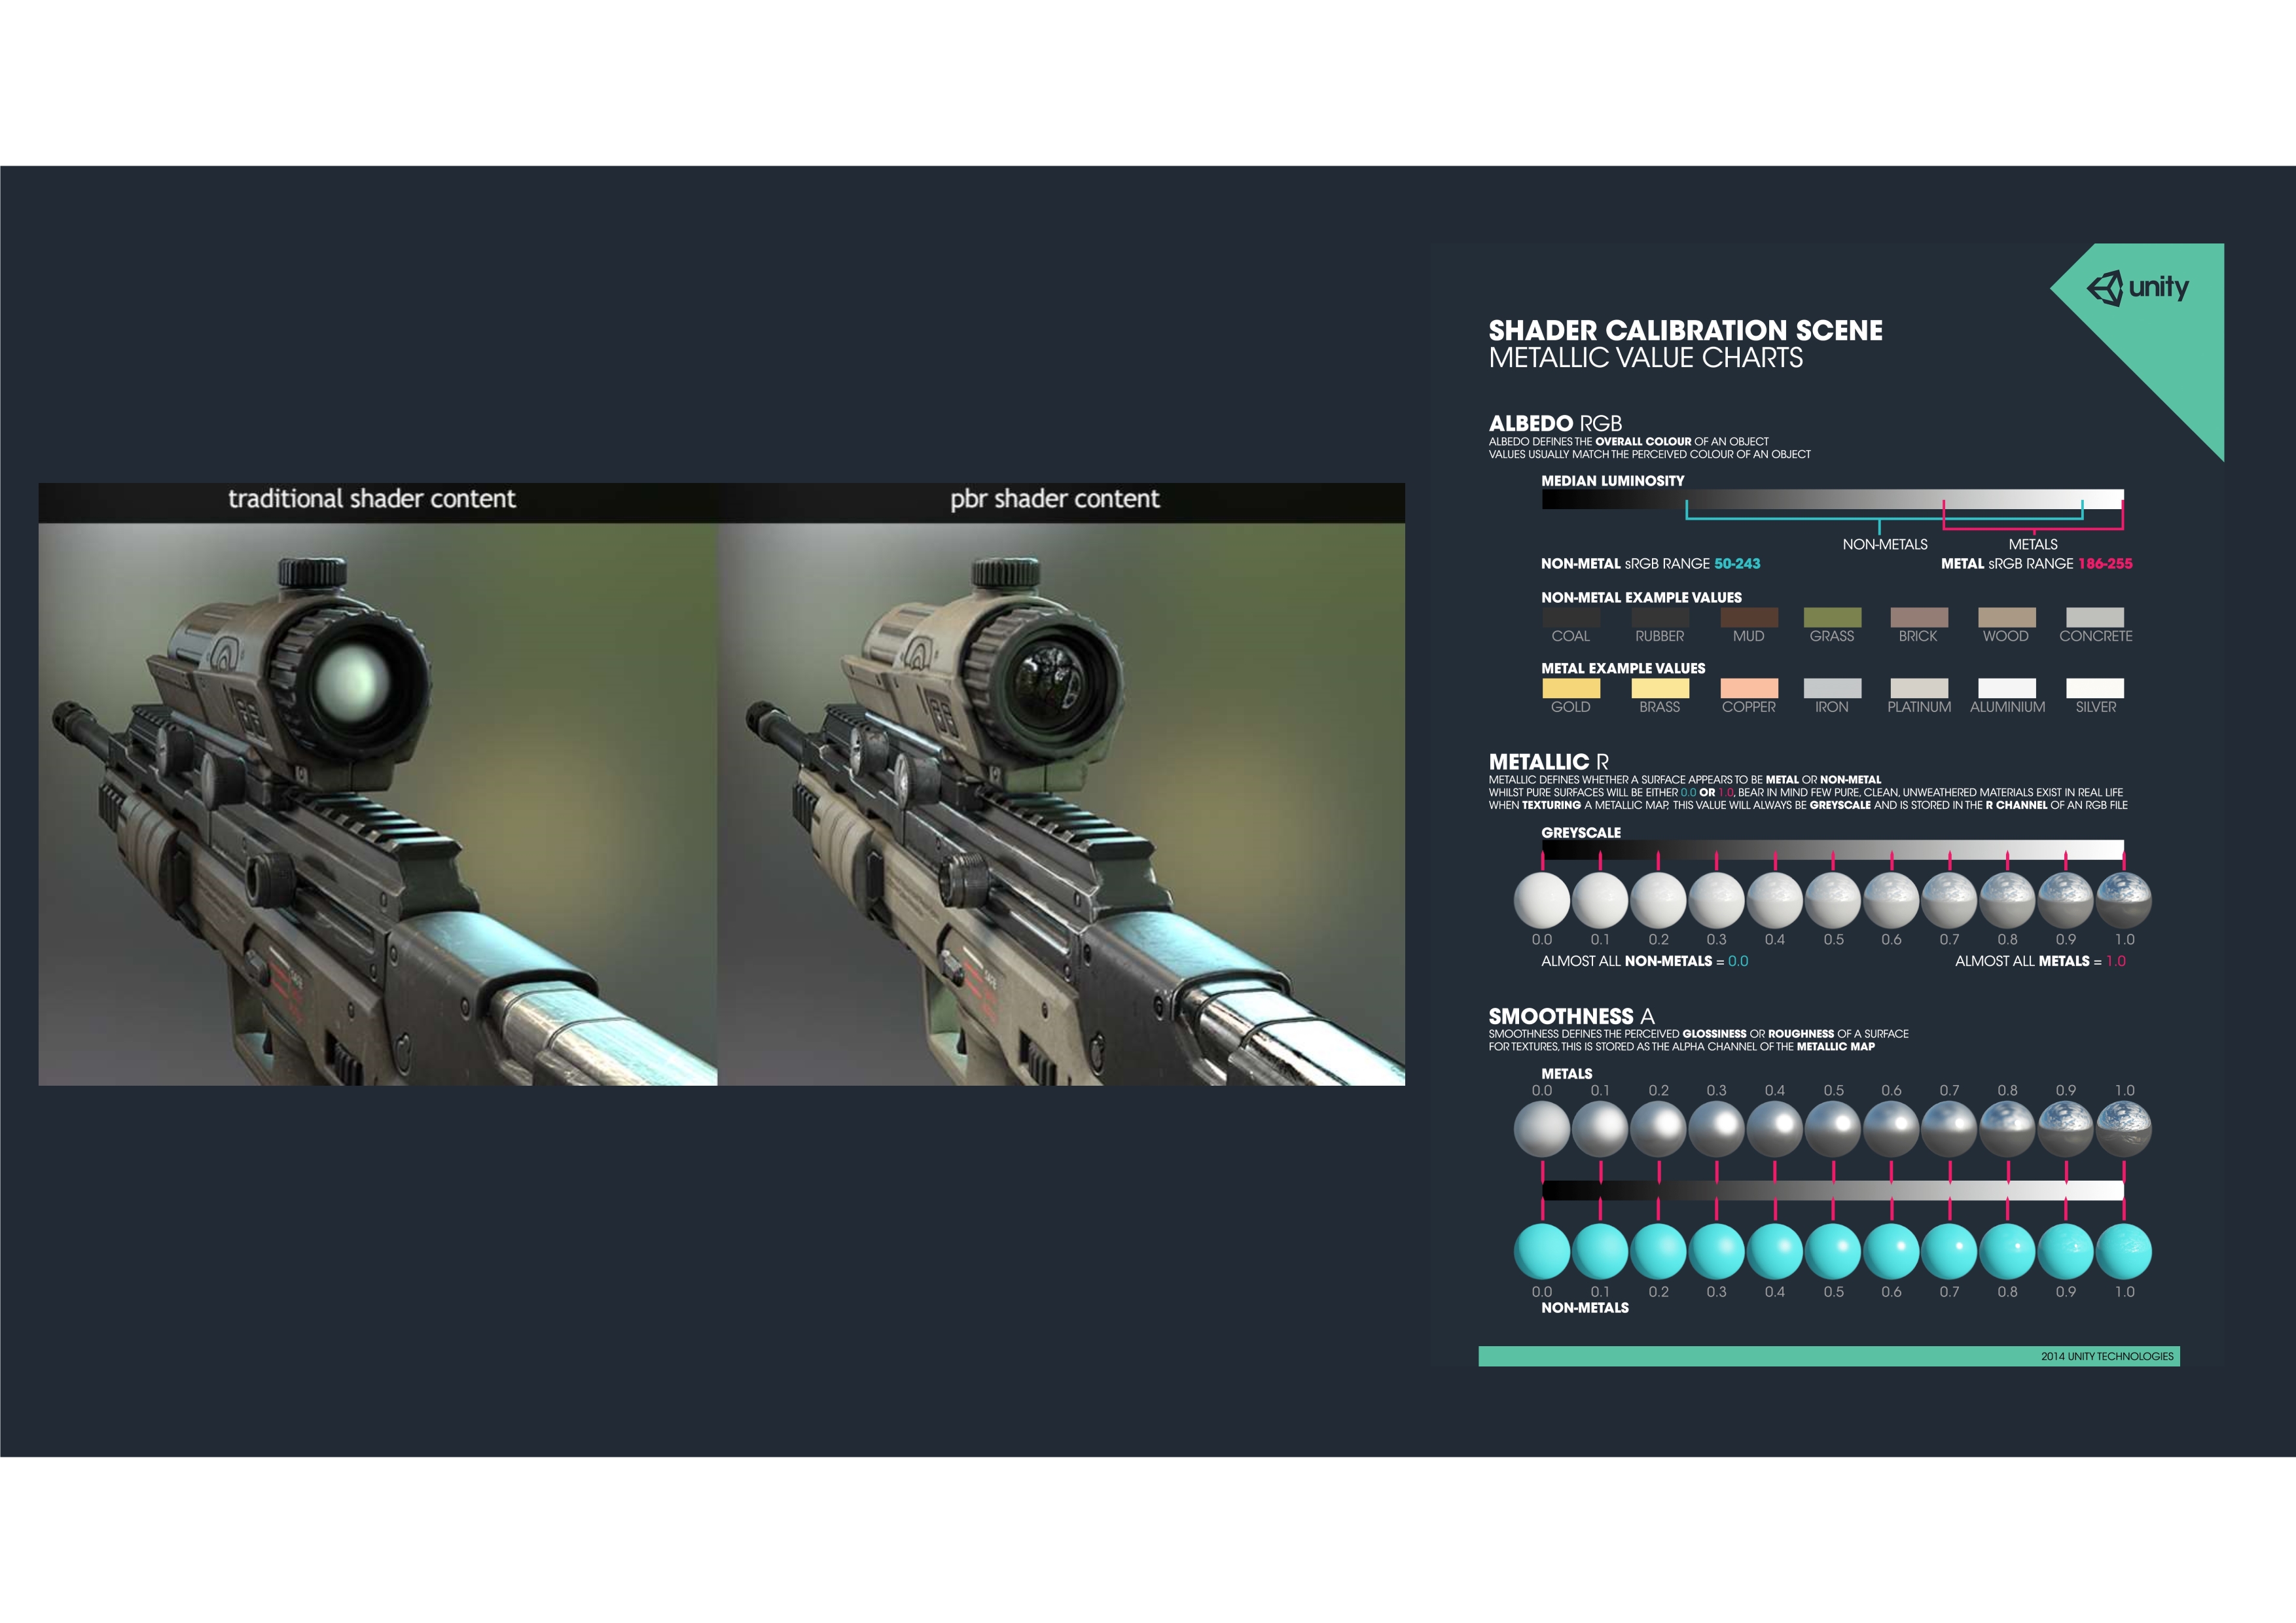 traditional shader content
pbr shader content
unity
SHADER CALIBRATION SCENE
METALLIC VALUE CHARTS
ALBEDO RGB
ALBEDO DEFINES THE OVERALL COLOUR OF AN OBJECT
VALUES USUALLY MATCH THE PERCEIVED COLOUR OF AN OBJECT
MEDIAN LUMINOSITY
NON-METALS METALS
NON-METAL sRGB RANGE 50-243 METAL sRGB RANGE 186-255
NON-METAL EXAMPLE VALUES
COAL RUBBER MUD GRASS BRICK WOOD CONCRETE
METAL EXAMPLE VALUES
GOLD BRASS COPPER IRON PLATINUM ALUMINIUM SILVER
METALLIC R
METALLIC DEFINES WHETHER A SURFACE APPEARS TO BE METAL OR NON-METAL
WHILST PURE SURFACES WILL BE EITHER 0.0 OR 1.0, BEAR IN MIND FEW PURE, CLEAN, UNWEATHERED MATERIALS EXIST IN REAL LIFE
WHEN TEXTURING A METALLIC MAP, THIS VALUE WILL ALWAYS BE GREYSCALE AND IS STORED IN THE R CHANNEL OF AN RGB FILE
GREYSCALE
0.0 0.1 0.2 0.3 0.4 0.5 0.6 0.7 0.8 0.9 1.0
ALMOST ALL NON-METALS = 0.0 ALMOST ALL METALS = 1.0
SMOOTHNESS A
SMOOTHNESS DEFINES THE PERCEIVED GLOSSINESS OR ROUGHNESS OF A SURFACE
FOR TEXTURES, THIS IS STORED AS THE ALPHA CHANNEL OF THE METALLIC MAP
METALS
0.0 0.1 0.2 0.3 0.4 0.5 0.6 0.7 0.8 0.9 1.0
0.0 0.1 0.2 0.3 0.4 0.5 0.6 0.7 0.8 0.9 1.0
NON-METALS
2014 UNITY TECHNOLOGIES